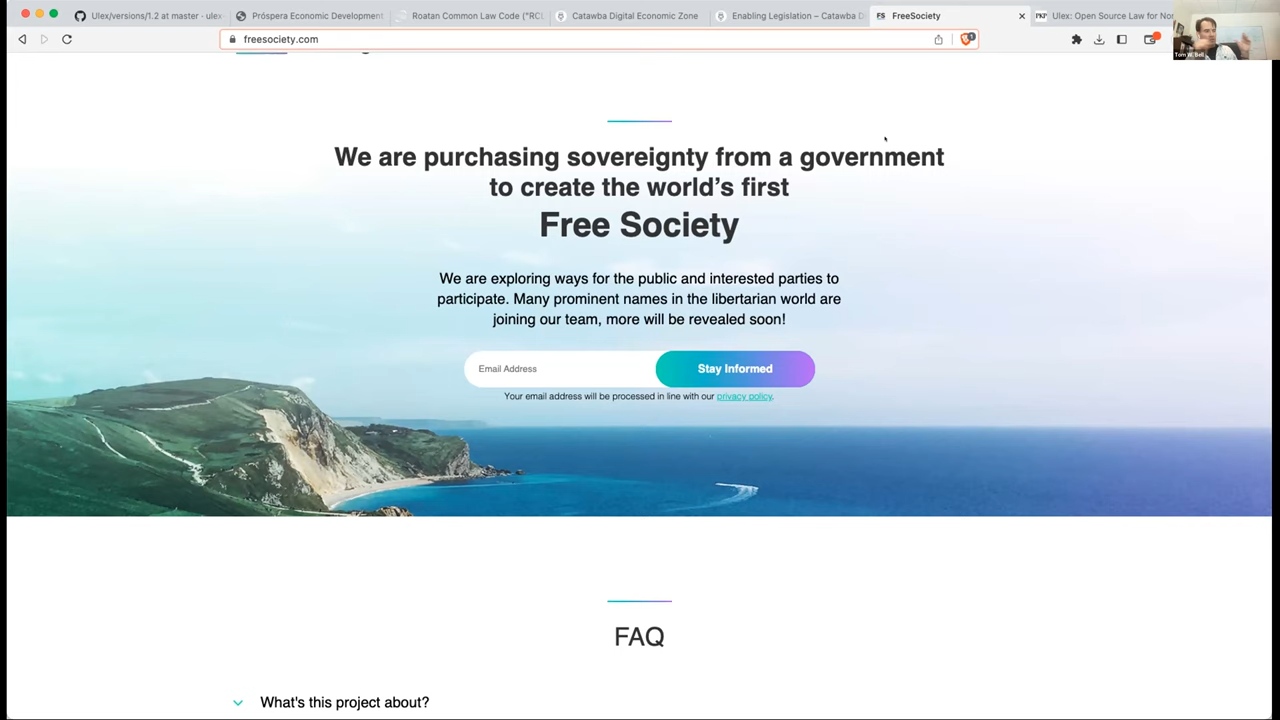 Ulex/versions/1.2 at master · ulex
Próspera Economic Development
Roatan Common Law Code ("RCL
Catawba Digital Economic Zone
Enabling Legislation – Catawba D
FS
FreeSociety
Ulex: Open Source Law for No
Tom W. Bell
freesociety.com
We are purchasing sovereignty from a government
to create the world's first
Free Society
We are exploring ways for the public and interested parties to
participate. Many prominent names in the libertarian world are
joining our team, more will be revealed soon!
Email Address
Stay Informed
Your email address will be processed in line with our privacy policy.
FAQ
What's this project about?